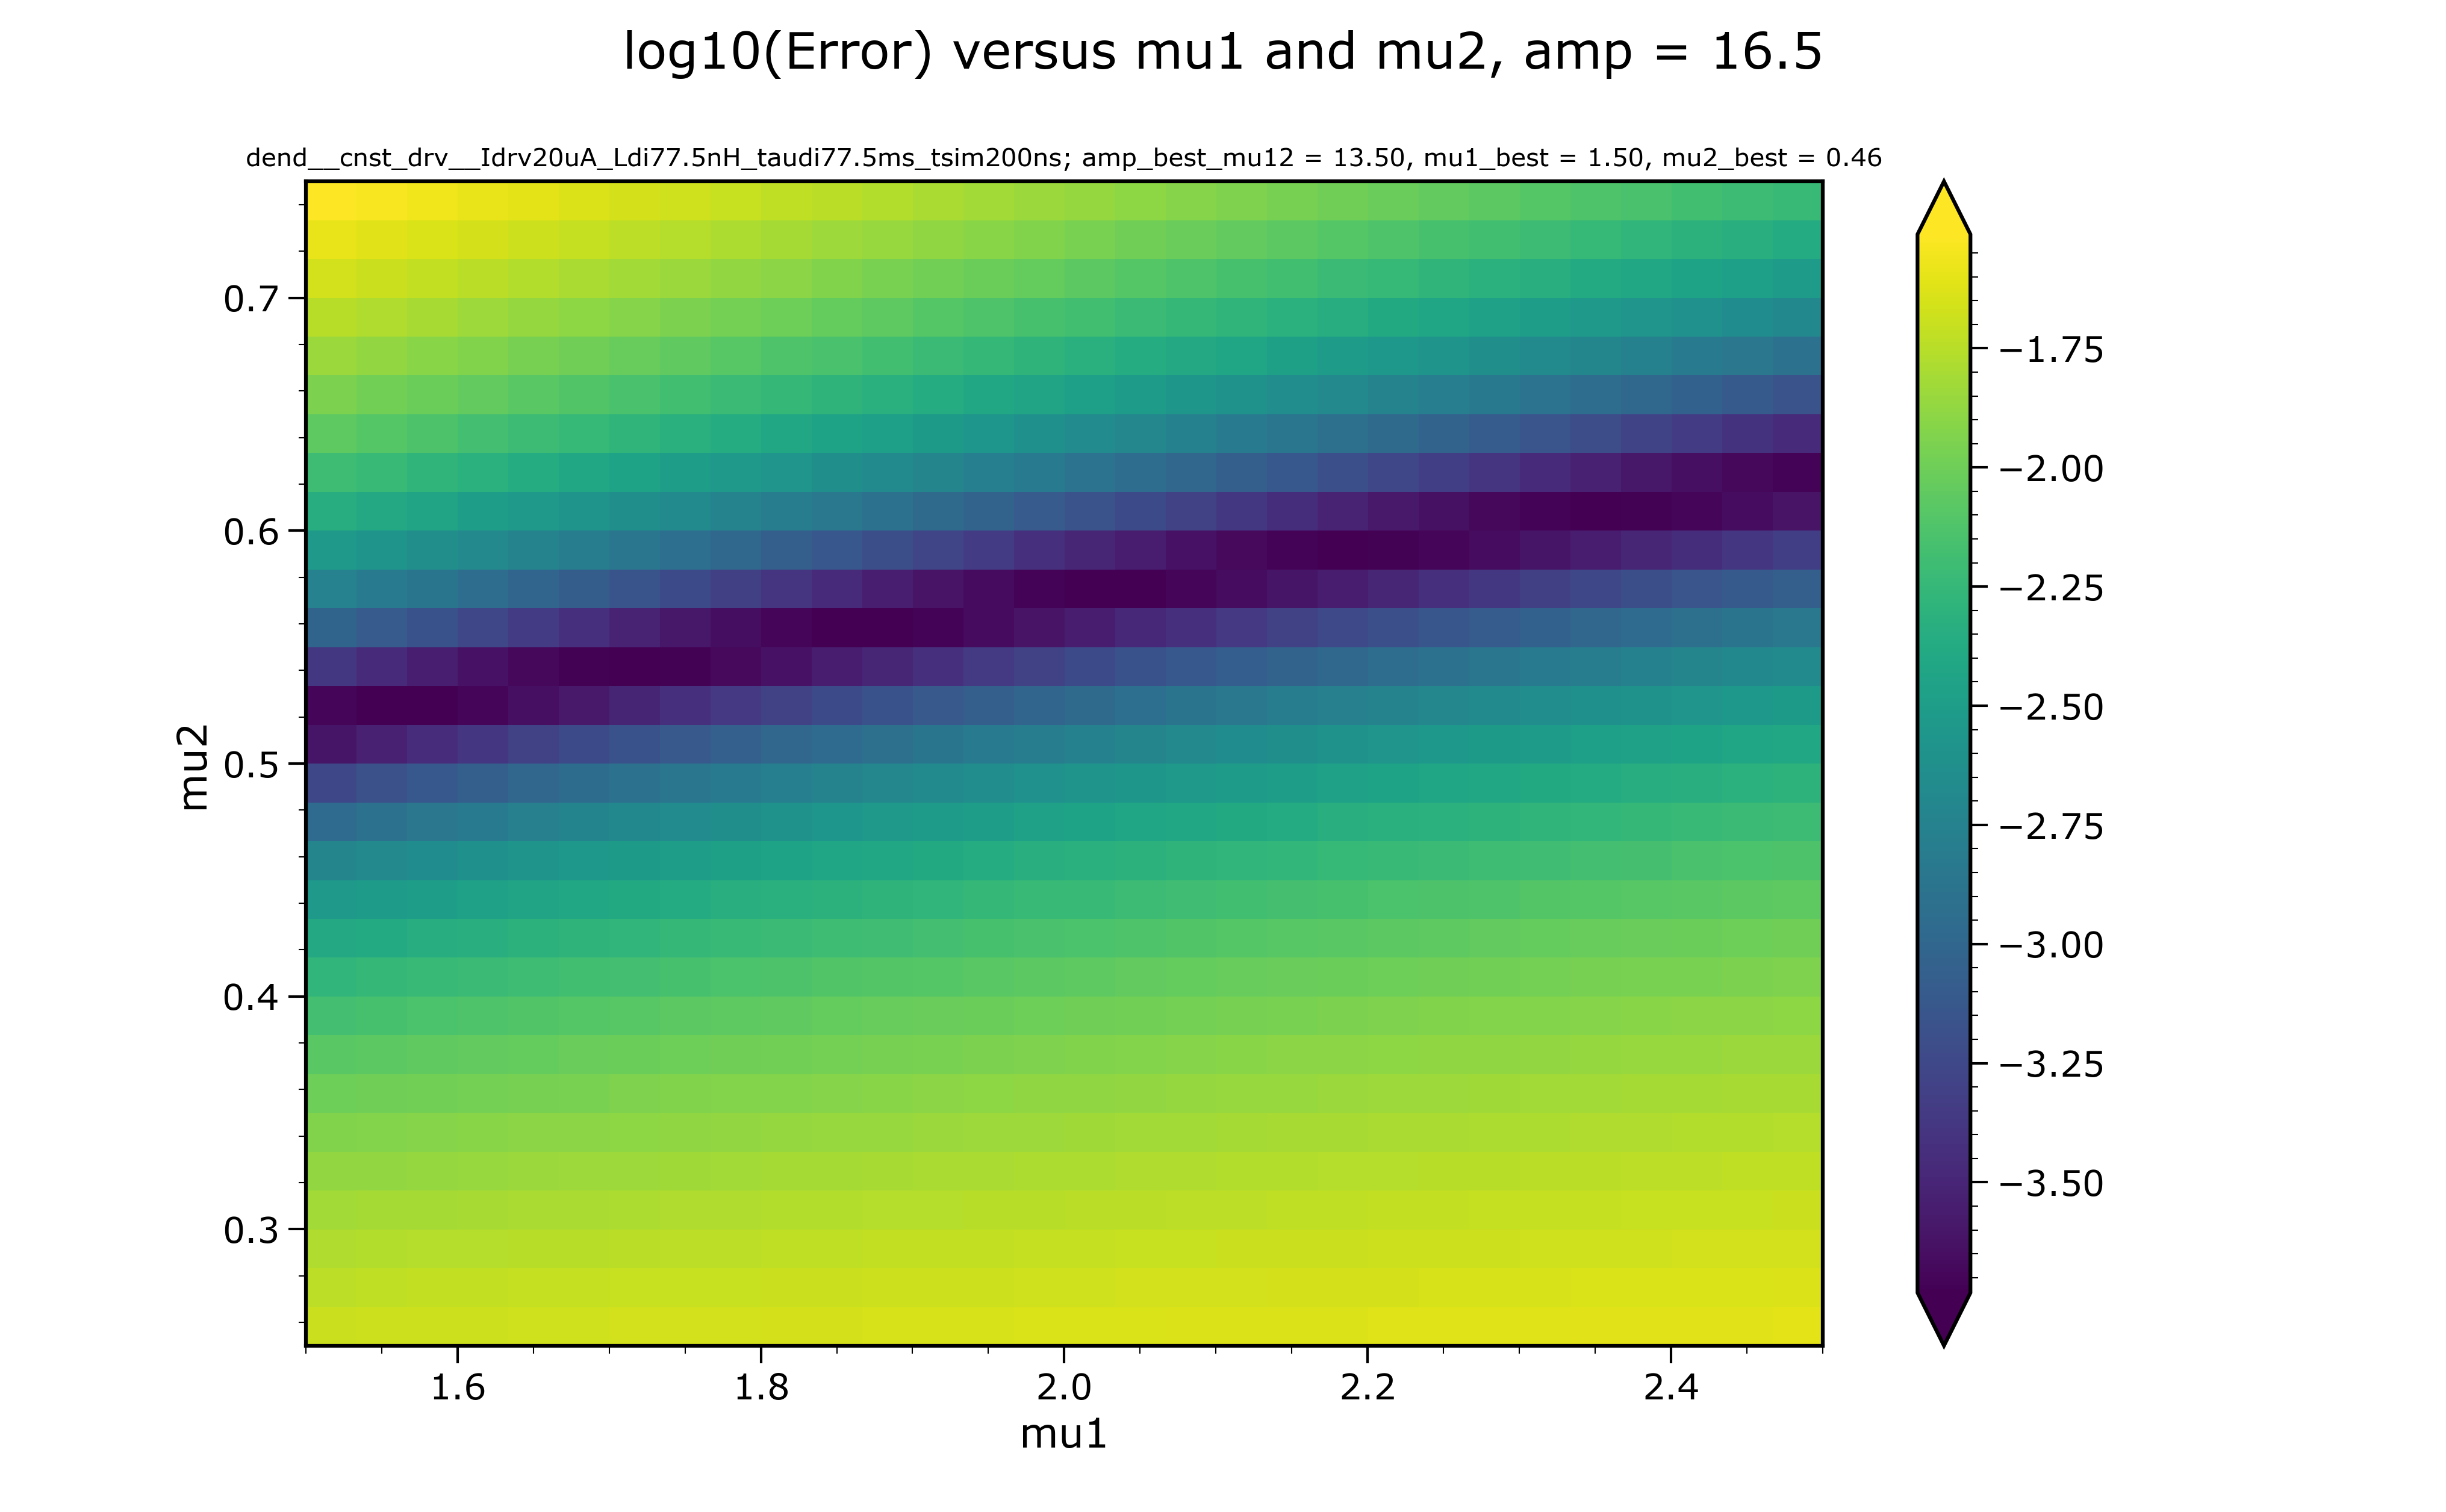 log10(Error) versus mu1 and mu2, amp = 16.5
dend__cnst_drv__Idrv20uA_Ldi77.5nH_taudi77.5ms_tsim200ns; amp_best_mu12 = 13.50, mu1_best = 1.50, mu2_best = 0.46
mu2
0.7
0.6
0.5
0.4
0.3
1.6 1.8 2.0 2.2 2.4
mu1
−1.75
−2.00
−2.25
−2.50
−2.75
−3.00
−3.25
−3.50